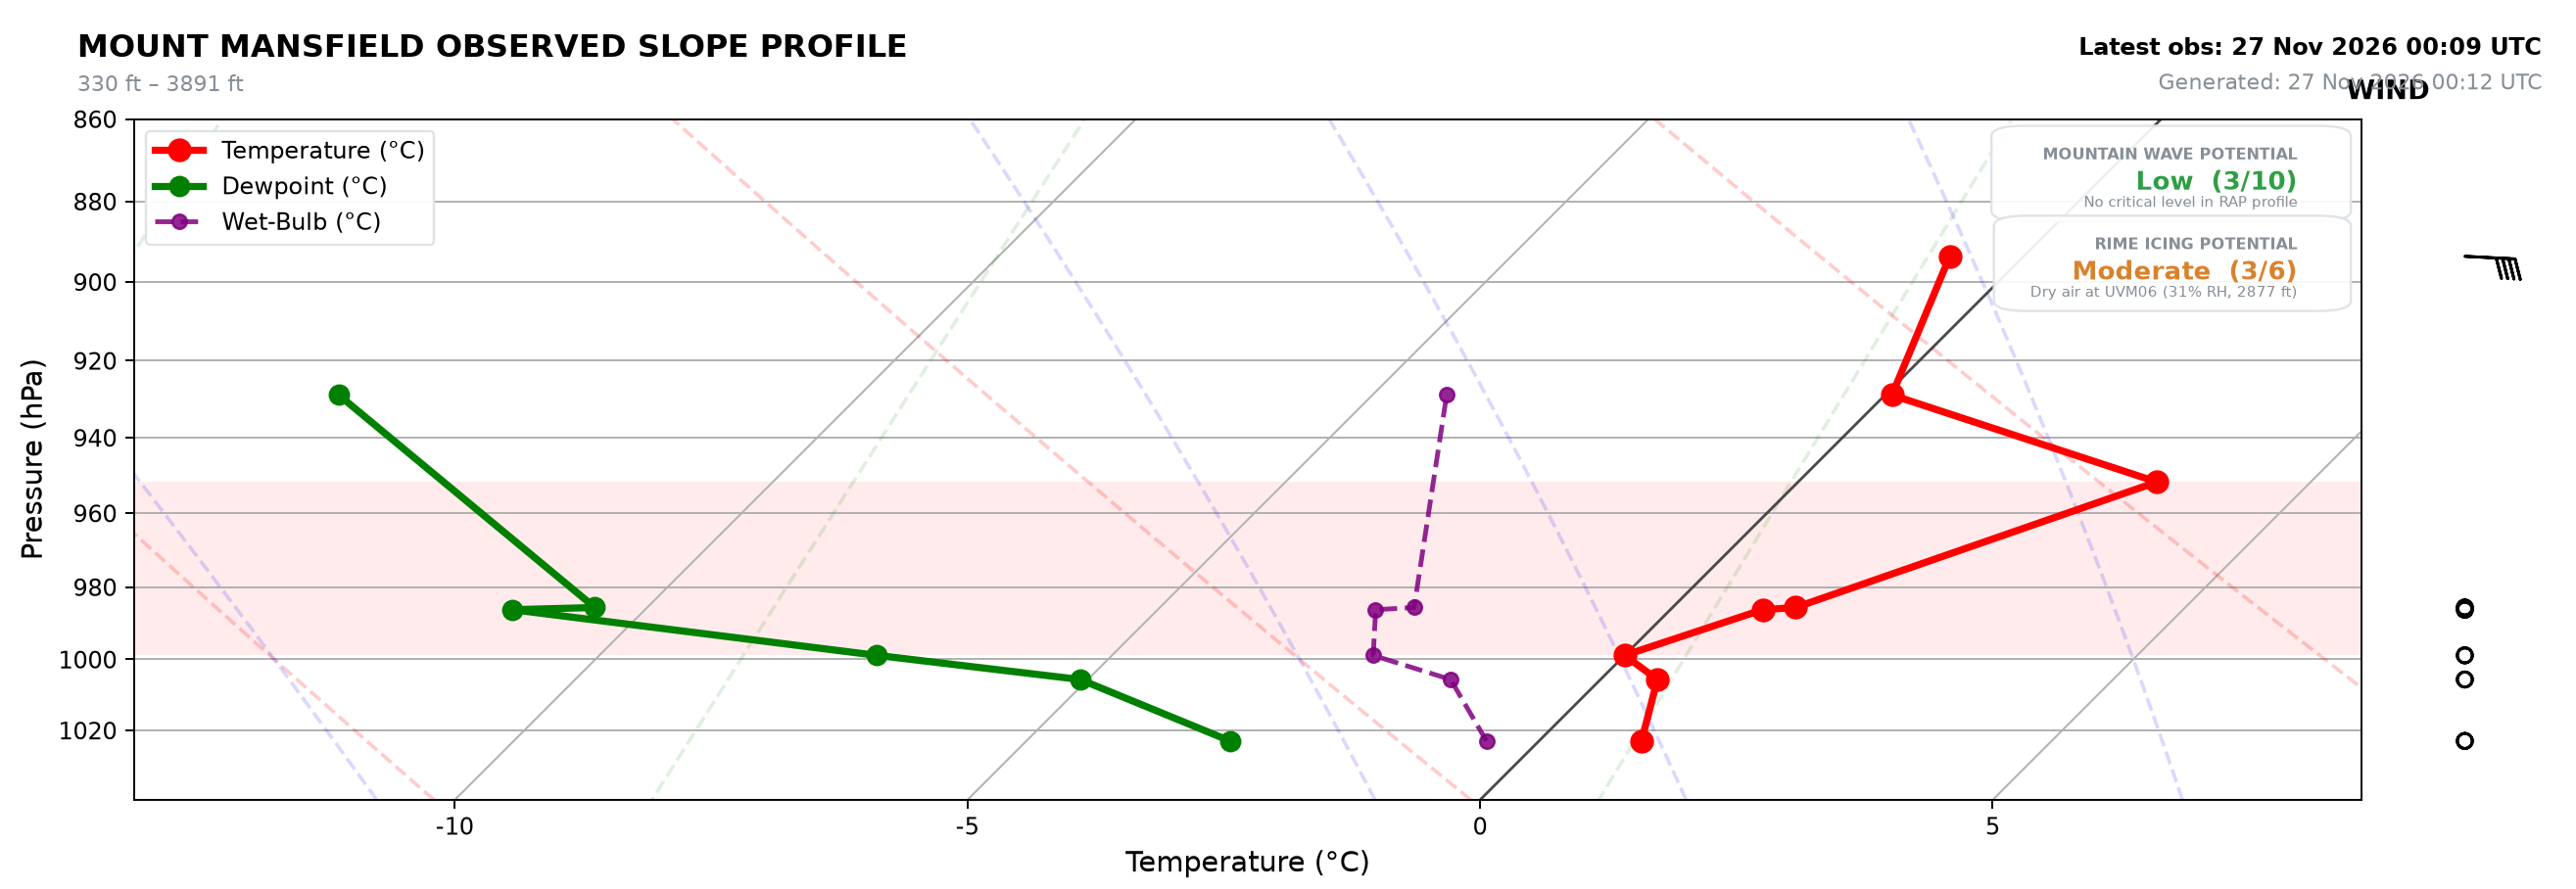 MOUNT MANSFIELD OBSERVED SLOPE PROFILE
330 ft – 3891 ft
Latest obs: 27 Nov 2026 00:09 UTC
Generated: 27 Nov 2026 00:12 UTC
WIND
Temperature (°C)
Dewpoint (°C)
Wet-Bulb (°C)
MOUNTAIN WAVE POTENTIAL
Low (3/10)
No critical level in RAP profile
RIME ICING POTENTIAL
Moderate (3/6)
Dry air at UVM06 (31% RH, 2877 ft)
Pressure (hPa)
860
880
900
920
940
960
980
1000
1020
-10
-5
0
5
Temperature (°C)